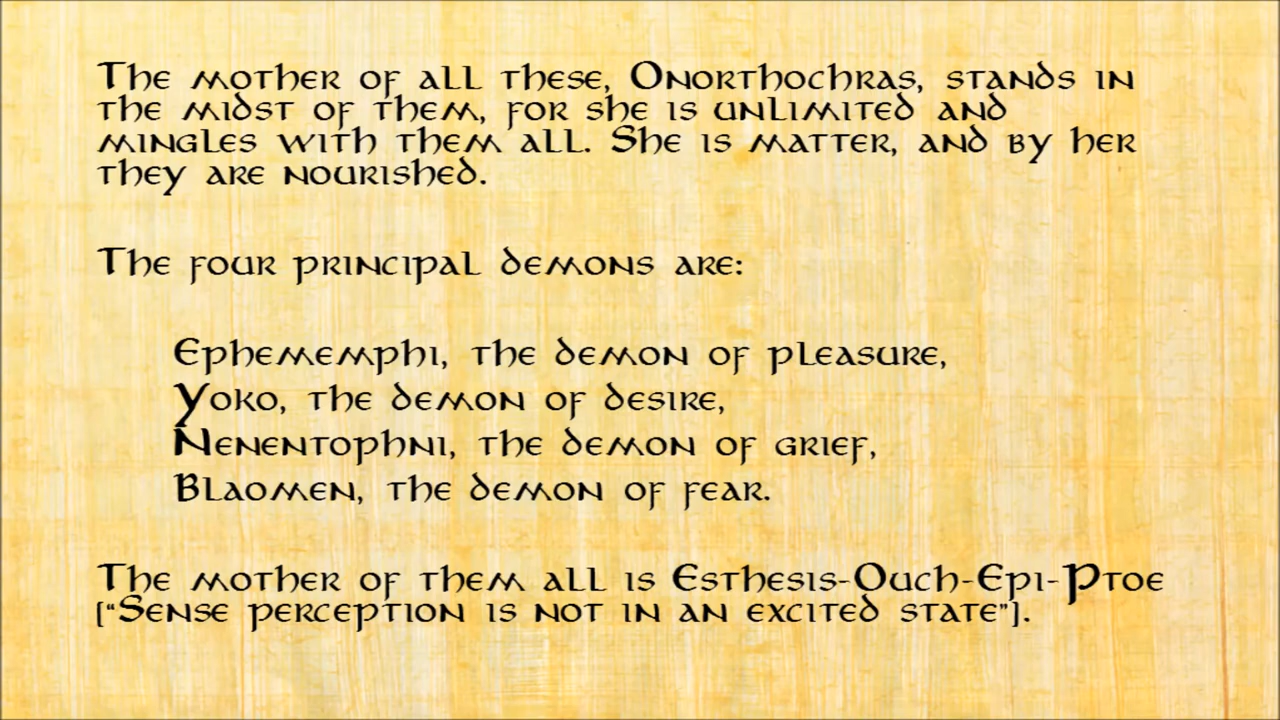 The mother of all these, Onorthochras, stands in
the midst of them, for she is unlimited and
mingles with them all. She is matter, and by her
they are nourished.
The four principal demons are:
Ephememphi, the demon of pleasure,
Yoko, the demon of desire,
Nenentophni, the demon of grief,
Blaomen, the demon of fear.
The mother of them all is Esthesis-Ouch-Epi-Ptoe
["Sense perception is not in an excited state"].